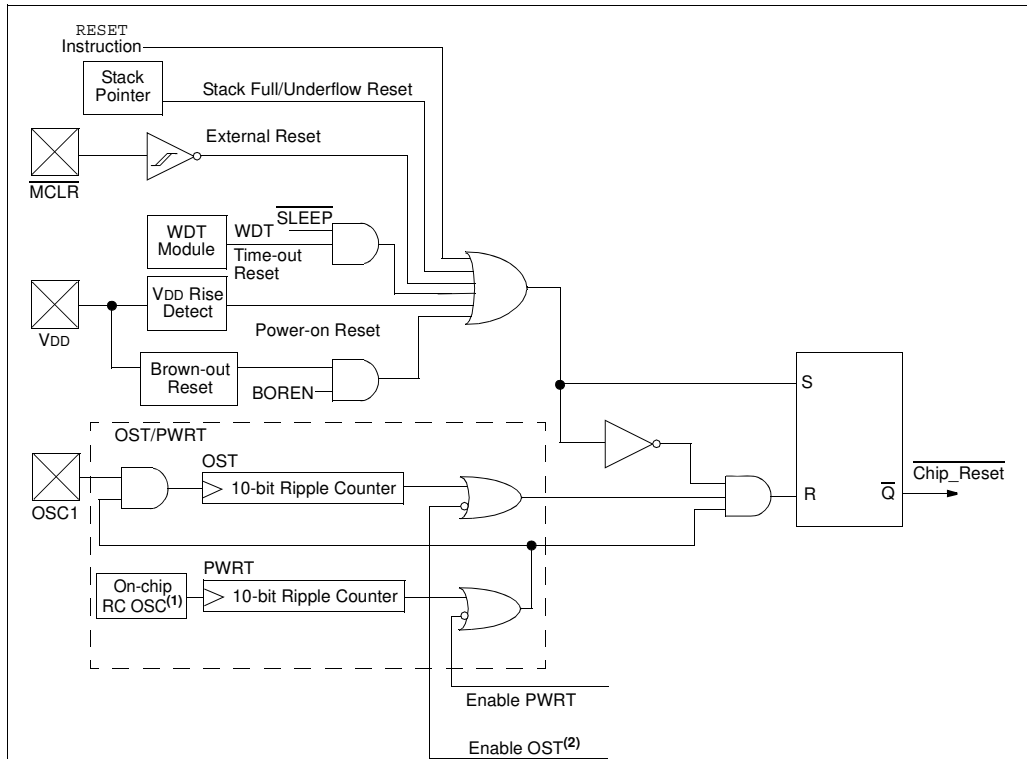 RESET
Instruction
Stack
Pointer
Stack Full/Underflow Reset
External Reset
MCLR
SLEEP
WDT
Module
WDT
Time-out
Reset
VDD Rise
Detect
VDD
Power-on Reset
Brown-out
Reset
BOREN
S
OST/PWRT
OST
10-bit Ripple Counter
OSC1
Chip_Reset
R
Q
PWRT
On-chip
RC OSC(1)
10-bit Ripple Counter
Enable PWRT
Enable OST(2)